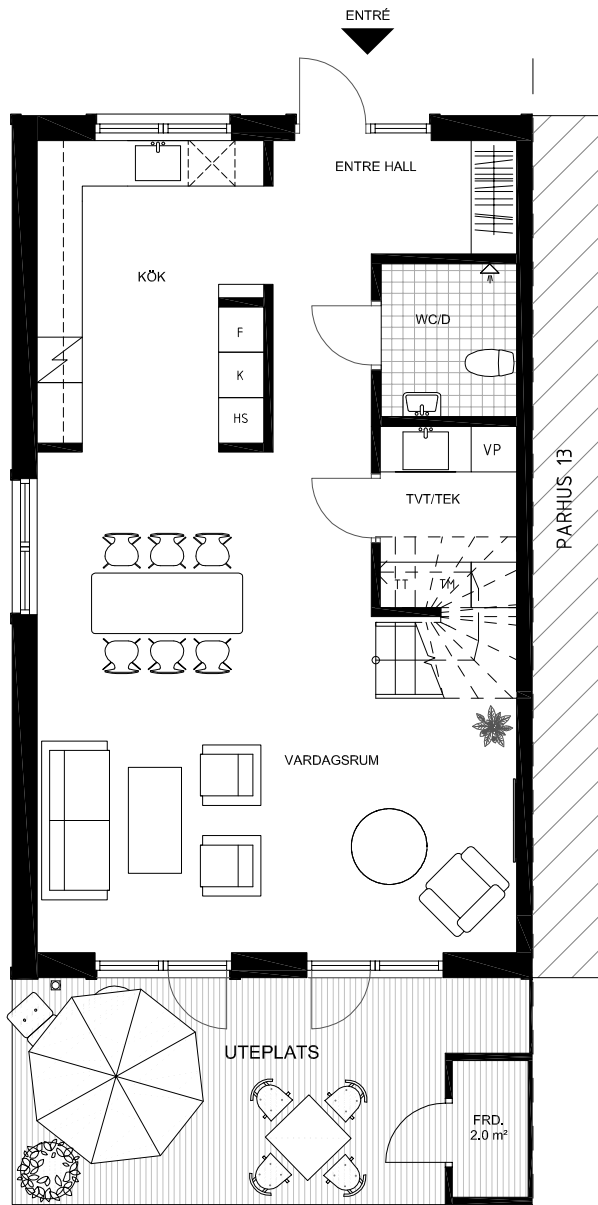 ENTRÉ
ENTRE HALL
KÖK
WC/D
F
K
HS
VP
TVT/TEK
TT
TM
PARHUS 13
VARDAGSRUM
UTEPLATS
FRD.
2.0 m²